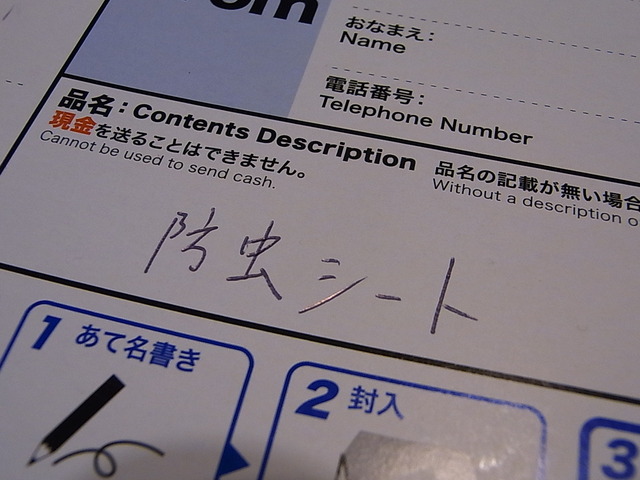 おなまえ:
Name
電話番号:
Telephone Number
品名:Contents Description
現金を送ることはできません。
Cannot be used to send cash.
品名の記載が無い場合
Without a description o
防虫シート
1 あて名書き
2 封入
3